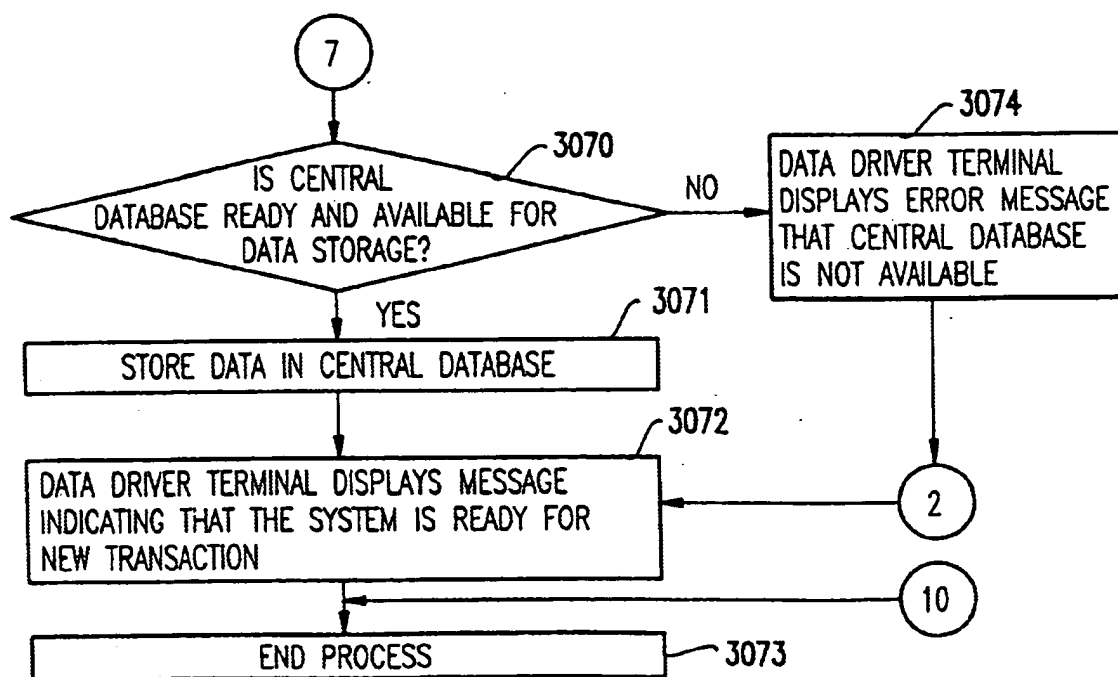 7
3070
IS CENTRAL
DATABASE READY AND AVAILABLE FOR
DATA STORAGE?
NO
3074
DATA DRIVER TERMINAL
DISPLAYS ERROR MESSAGE
THAT CENTRAL DATABASE
IS NOT AVAILABLE
YES
3071
STORE DATA IN CENTRAL DATABASE
3072
DATA DRIVER TERMINAL DISPLAYS MESSAGE
INDICATING THAT THE SYSTEM IS READY FOR
NEW TRANSACTION
2
10
END PROCESS
3073